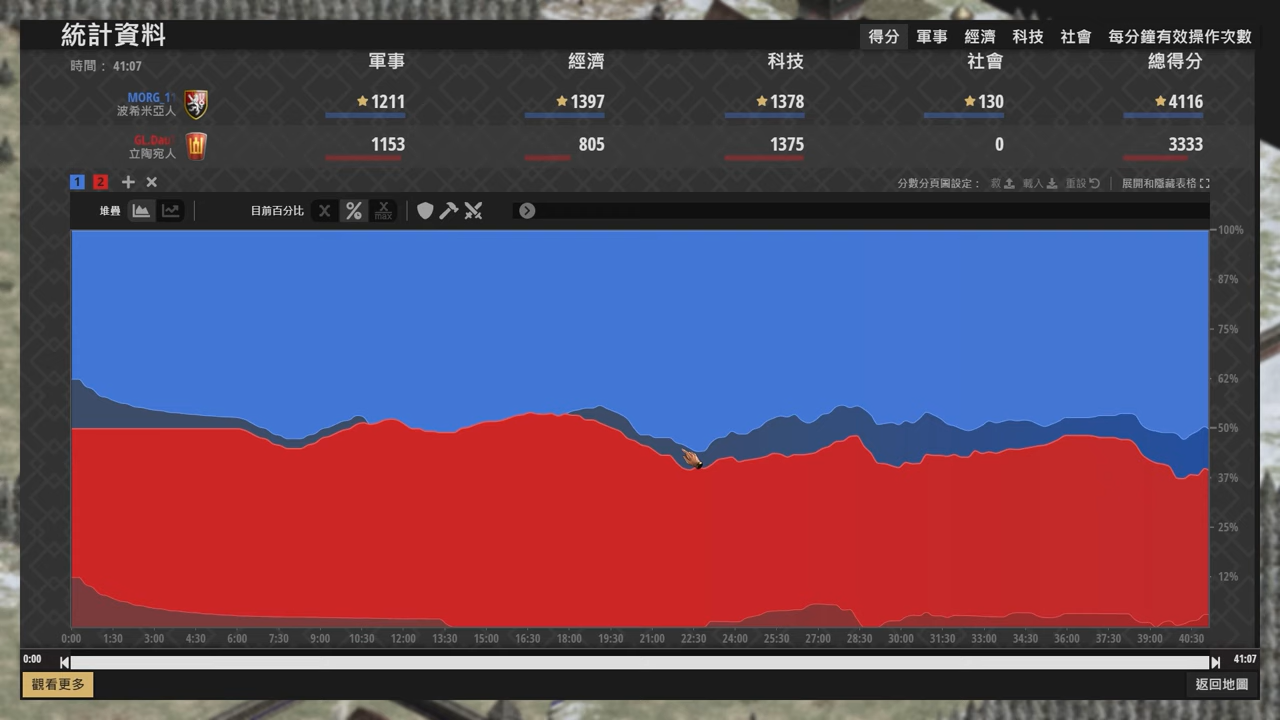 統計資料
得分 軍事 經濟 科技 社會 每分鐘有效操作次數
時間： 41:07
軍事 經濟 科技 社會 總得分
MORG_1
波希米亞人
1211 1397 1378 130 4116
GL.Dau
立陶宛人
1153 805 1375 0 3333
1 2
分數分頁圖設定： 載入 重設 展開和隱藏表格
堆疊 目前百分比 X % X max
100%
87%
75%
62%
50%
37%
25%
12%
0:00 1:30 3:00 4:30 6:00 7:30 9:00 10:30 12:00 13:30 15:00 16:30 18:00 19:30 21:00 22:30 24:00 25:30 27:00 28:30 30:00 31:30 33:00 34:30 36:00 37:30 39:00 40:30
0:00 41:07
觀看更多 返回地圖